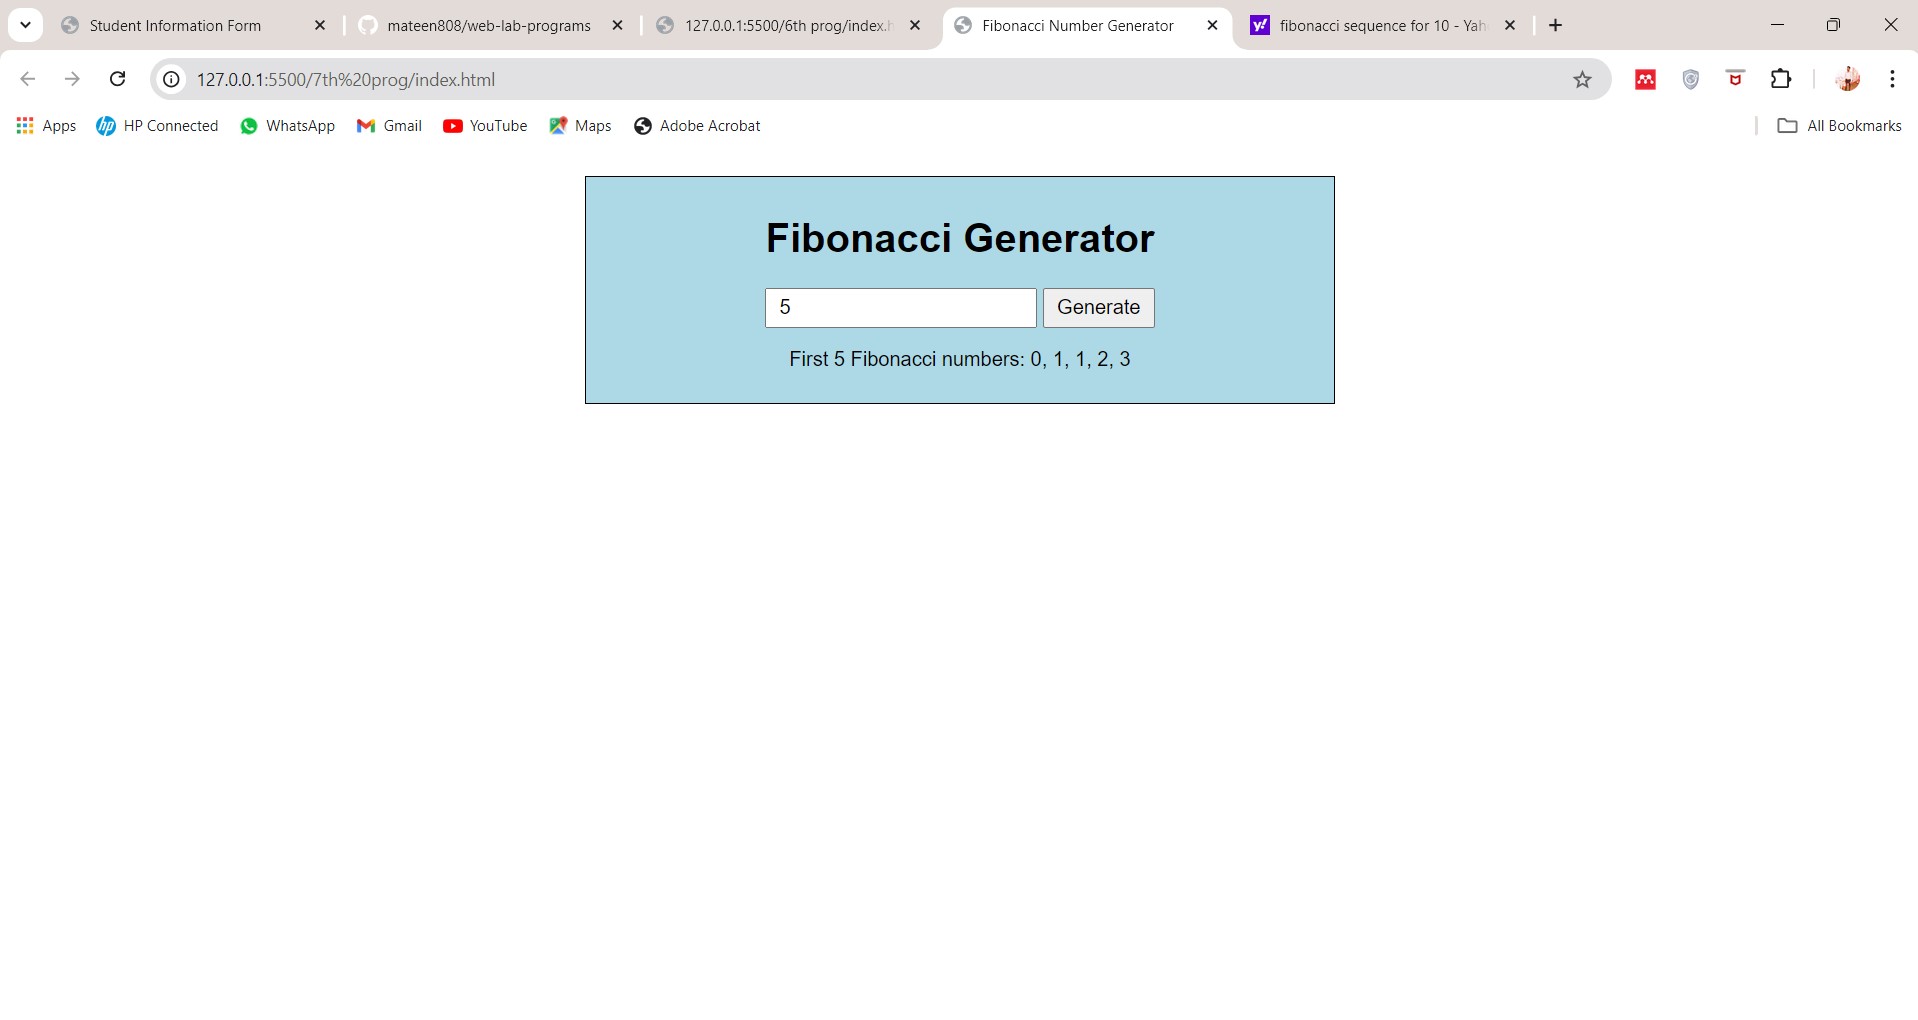 Student Information Form
mateen808/web-lab-programs
127.0.0.1:5500/6th prog/index.h
Fibonacci Number Generator
fibonacci sequence for 10 - Yah
127.0.0.1:5500/7th%20prog/index.html
Apps
HP Connected
WhatsApp
Gmail
YouTube
Maps
Adobe Acrobat
All Bookmarks
Fibonacci Generator
5
Generate
First 5 Fibonacci numbers: 0, 1, 1, 2, 3